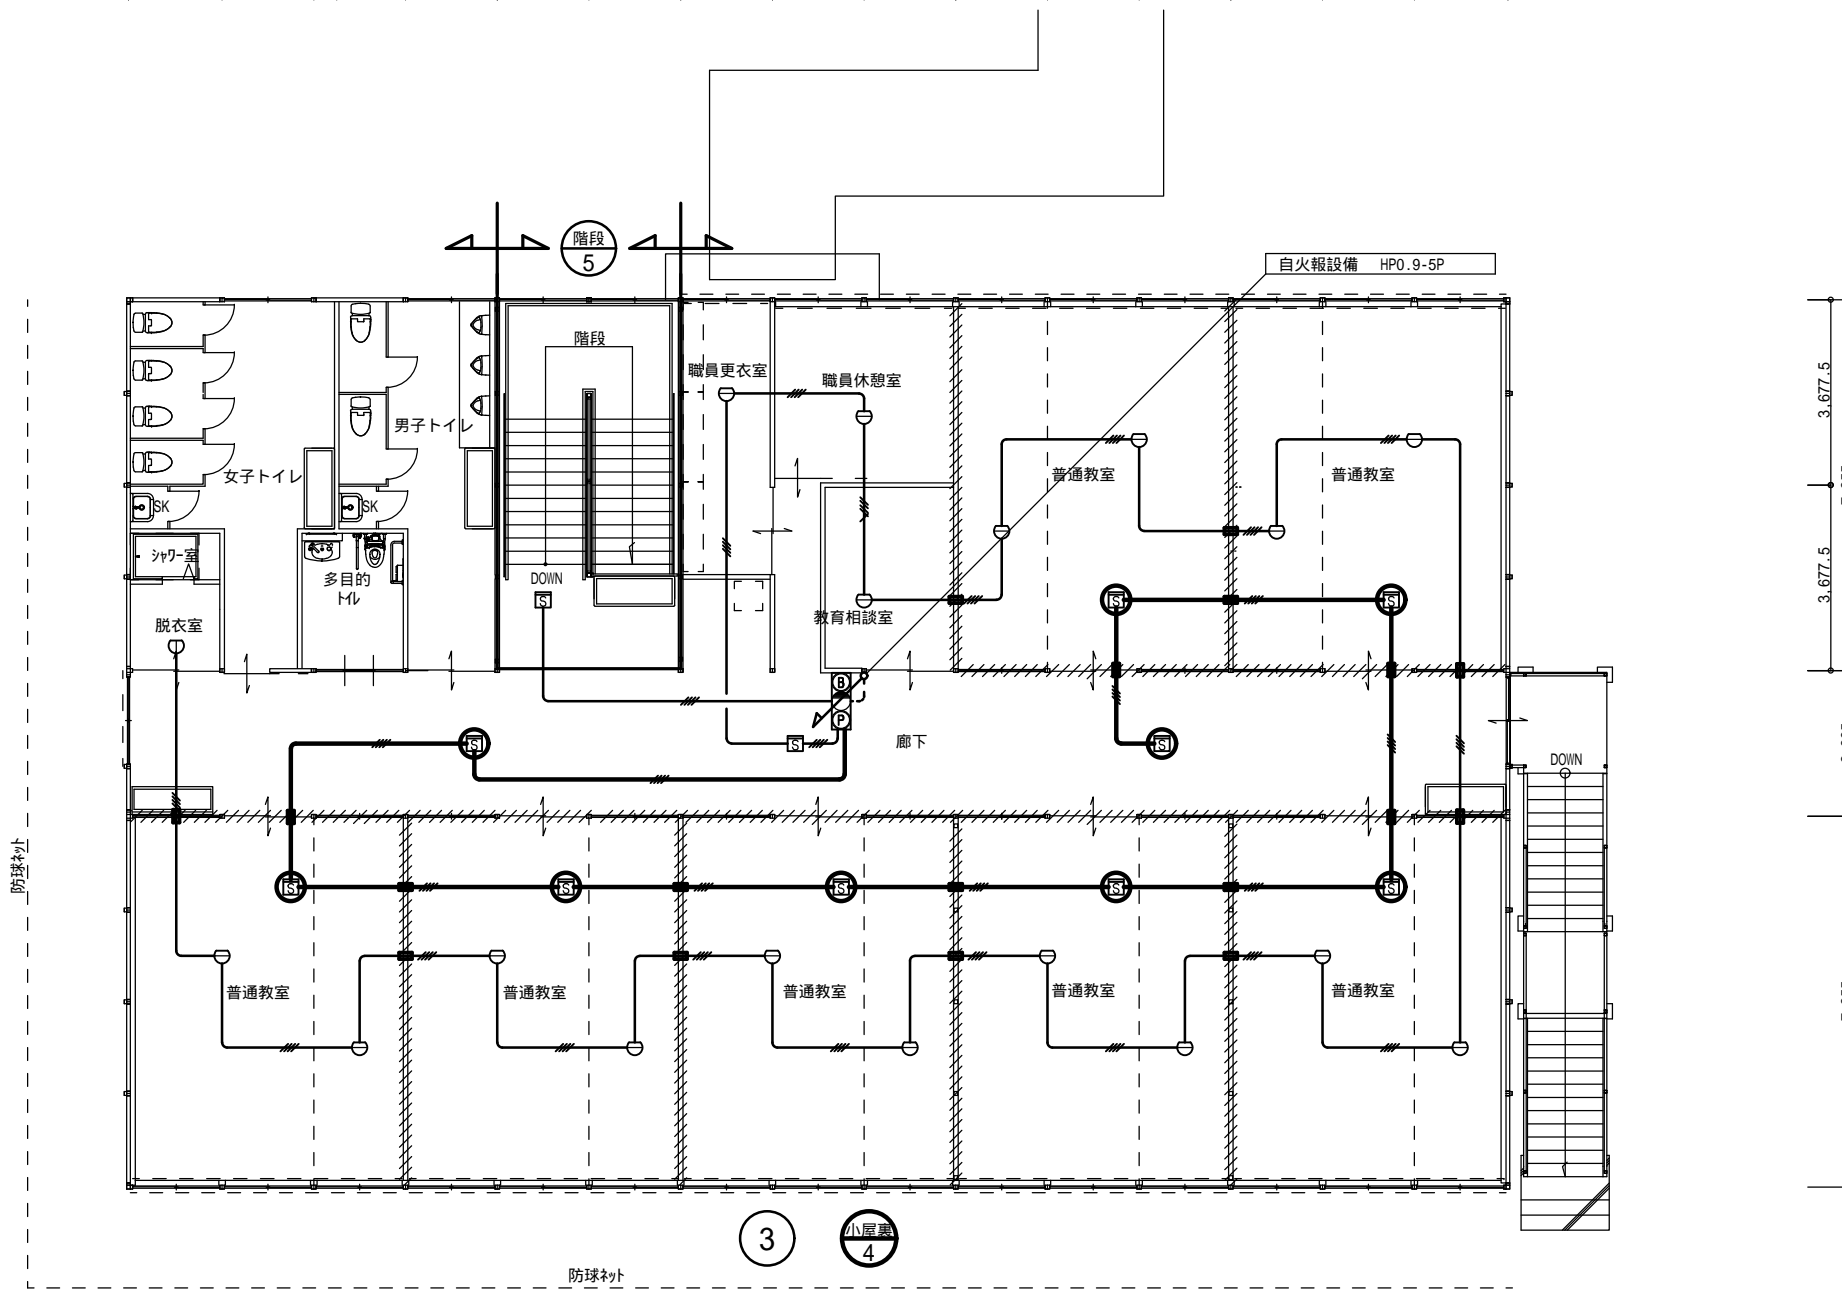 階段
5
自火報設備 HP0.9-5P
階段
職員更衣室
職員休憩室
3,677.5
男子トイレ
女子トイレ
普通教室
普通教室
SK
SK
シャワー室
多目的
トイレ
DOWN
S
3,677.5
脱衣室
教育相談室
S
S
B
P
S
S
廊下
S
DOWN
防球ネット
S
S
S
S
S
普通教室
普通教室
普通教室
普通教室
普通教室
3
小屋裏
4
防球ネット